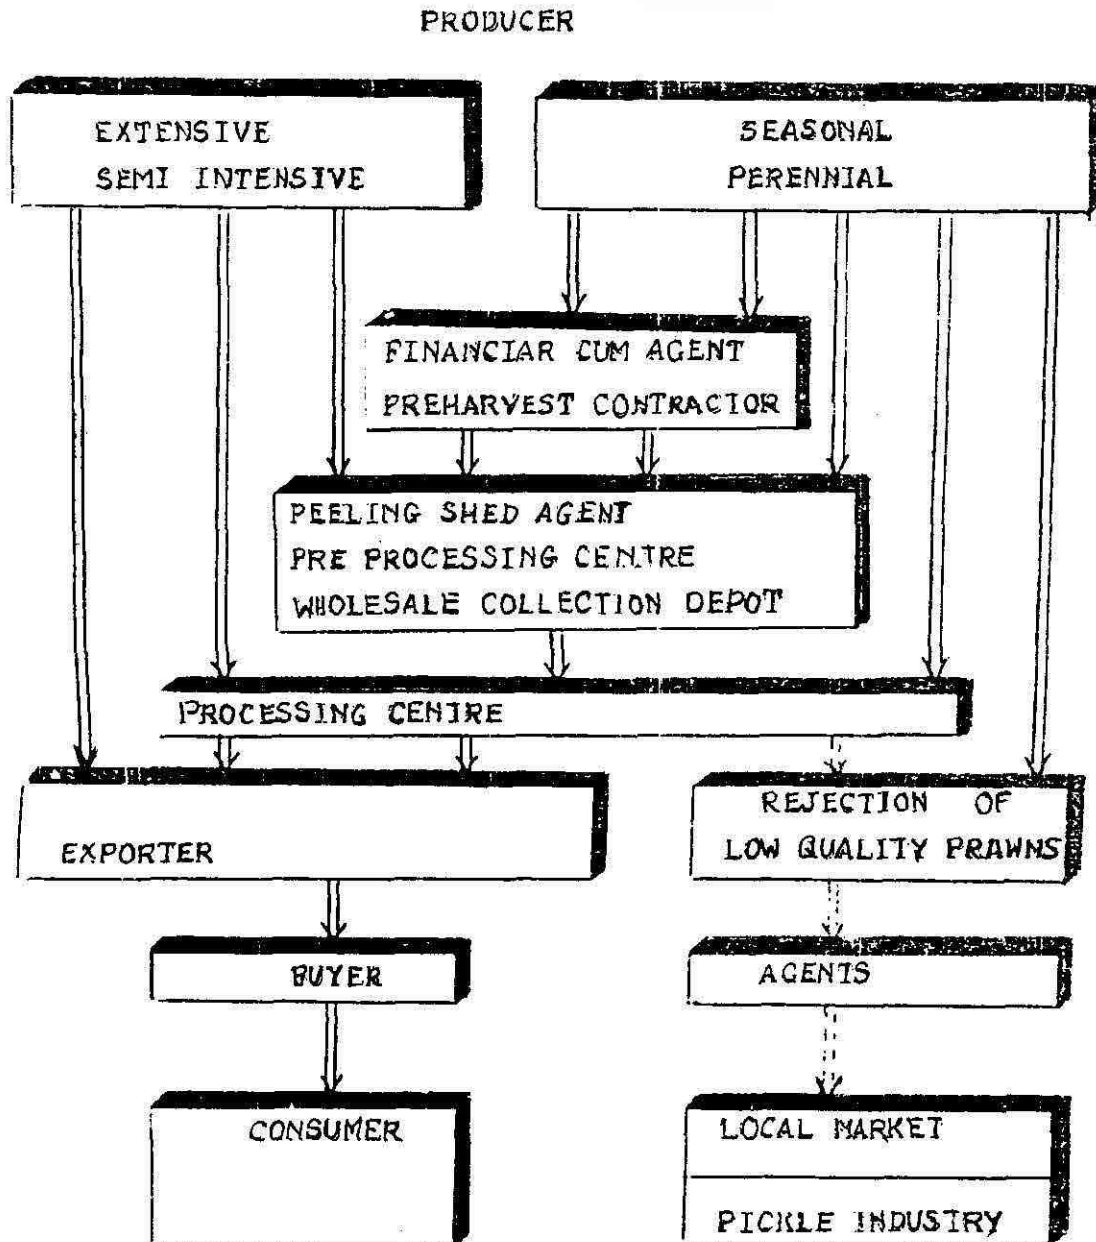 PRODUCER
EXTENSIVE
SEMI INTENSIVE
SEASONAL
PERENNIAL
FINANCIAR CUM AGENT
PREHARVEST CONTRACTOR
PEELING SHED AGENT
PRE PROCESSING CENTRE
WHOLESALE COLLECTION DEPOT
PROCESSING CENTRE
EXPORTER
REJECTION OF
LOW QUALITY PRAWNS
BUYER
AGENTS
CONSUMER
LOCAL MARKET
PICKLE INDUSTRY